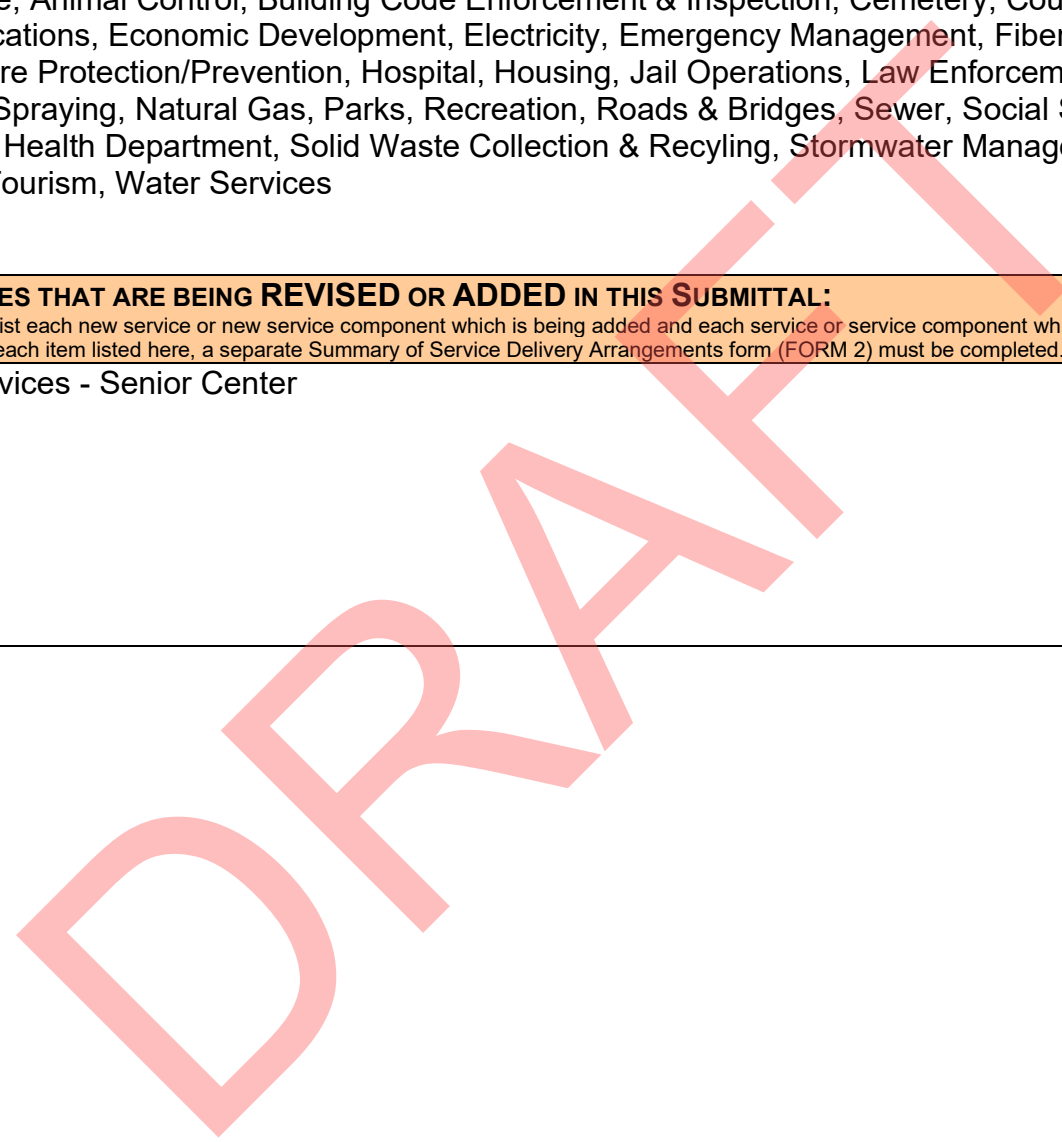 e, Animal Control, Building Code Enforcement & Inspection, Cemetery, Cou
cations, Economic Development, Electricity, Emergency Management, Fiber
re Protection/Prevention, Hospital, Housing, Jail Operations, Law Enforcem
Spraying, Natural Gas, Parks, Recreation, Roads & Bridges, Sewer, Social S
Health Department, Solid Waste Collection & Recyling, Stormwater Manage
Tourism, Water Services
ES THAT ARE BEING REVISED OR ADDED IN THIS SUBMITTAL:
ist each new service or new service component which is being added and each service or service component wh
each item listed here, a separate Summary of Service Delivery Arrangements form (FORM 2) must be completed.
vices - Senior Center
DRAFT